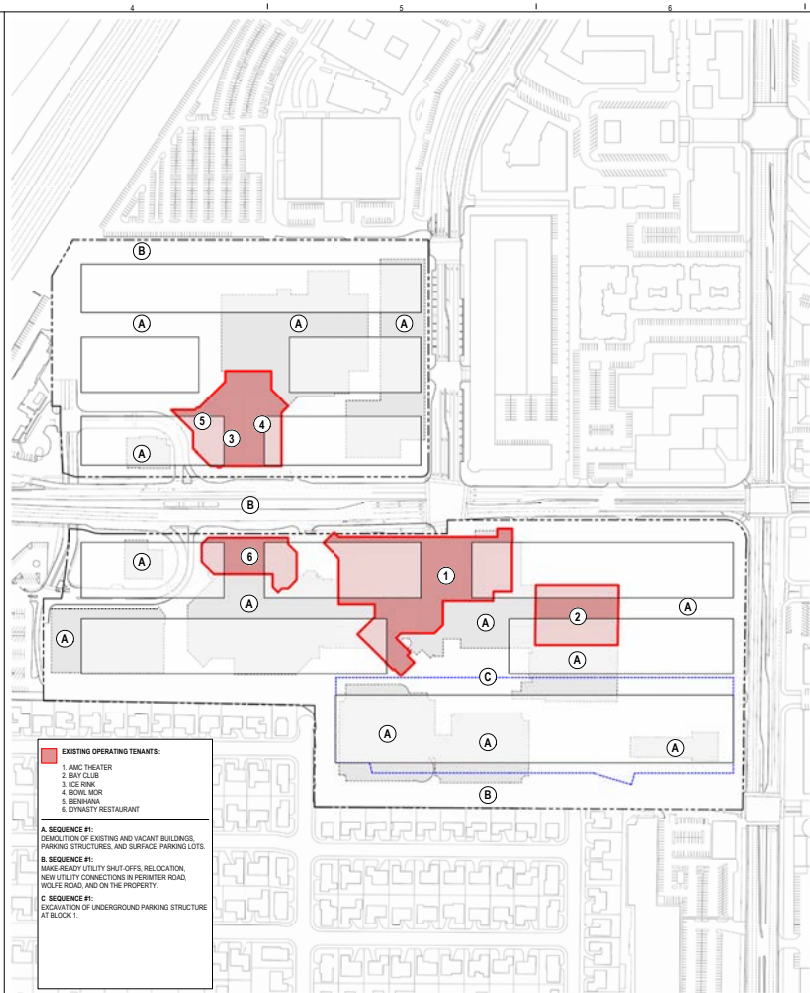 4 5 6
B
A A A
5 4
3
A
B
A 6
1
A
2 A
A A
A
C
A A A
B
EXISTING OPERATING TENANTS:
1. AMC THEATER
2. BAY CLUB
3. ICE RINK
4. BOWL MOR
5. BENIHANA
6. DYNASTY RESTAURANT
A. SEQUENCE #1:
DEMOLITION OF EXISTING AND VACANT BUILDINGS,
PARKING STRUCTURES, AND SURFACE PARKING LOTS.
B. SEQUENCE #1:
MAKE-READY UTILITY SHUT-OFFS, RELOCATION,
NEW UTILITY CONNECTIONS IN PERIMTER ROAD,
WOLFE ROAD, AND ON THE PROPERTY.
C SEQUENCE #1:
EXCAVATION OF UNDERGROUND PARKING STRUCTURE
AT BLOCK 1.